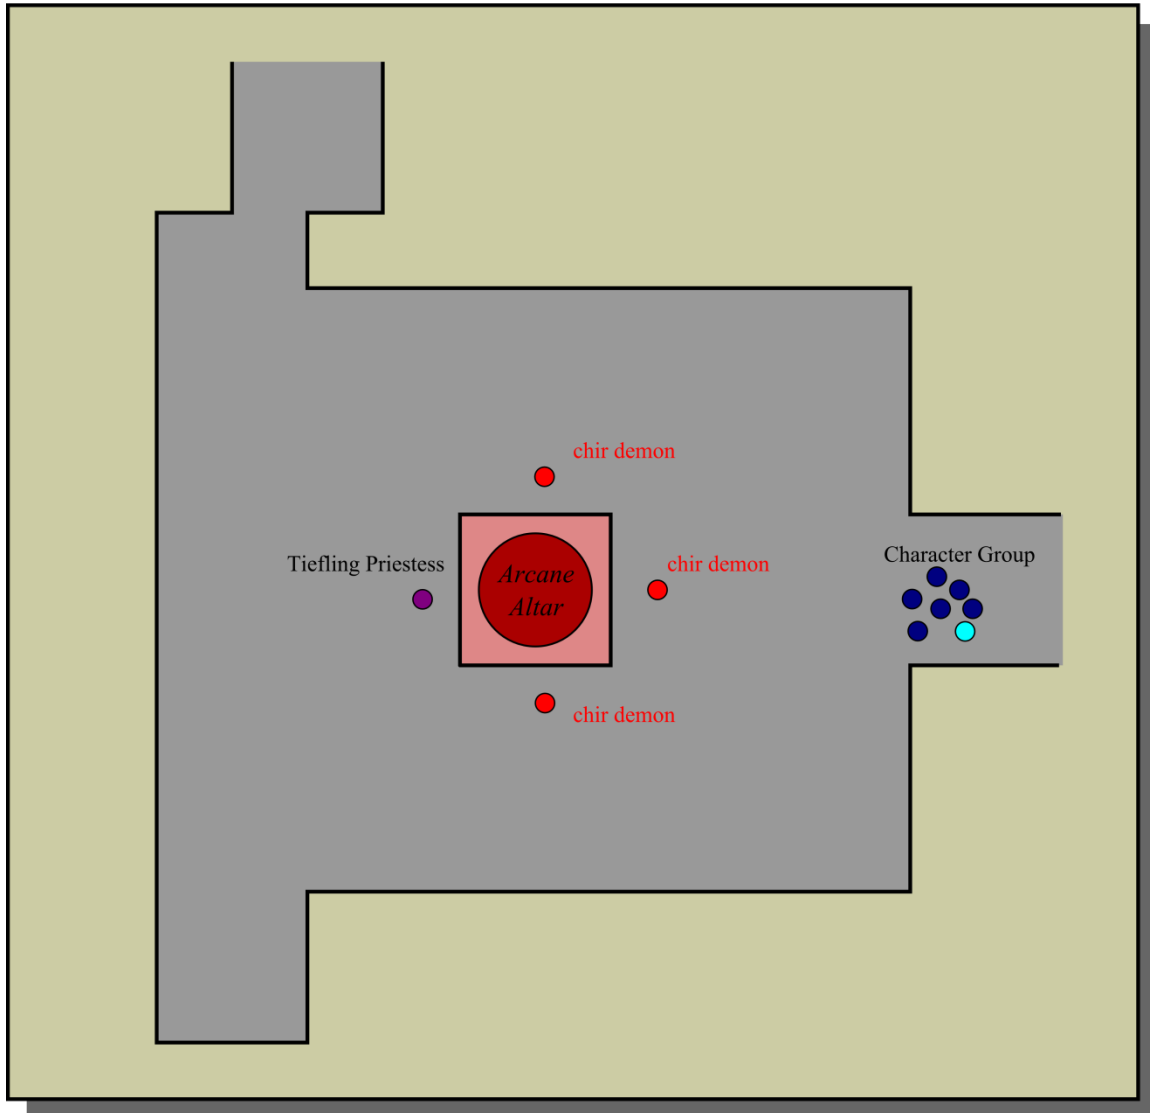 chir demon
Character Group
Tiefling Priestess
chir demon
Arcane
Altar
chir demon